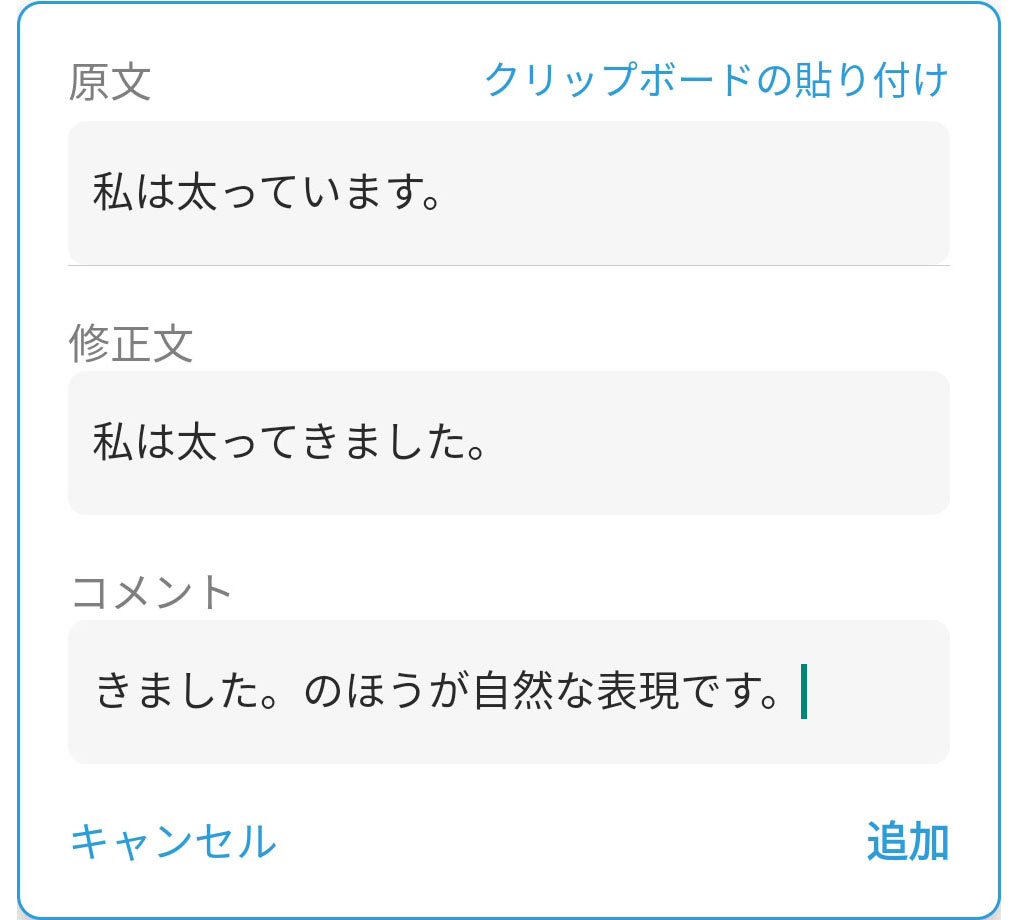 原文
クリップボードの貼り付け
私は太っています。
修正文
私は太ってきました。
コメント
きました。のほうが自然な表現です。
キャンセル
追加